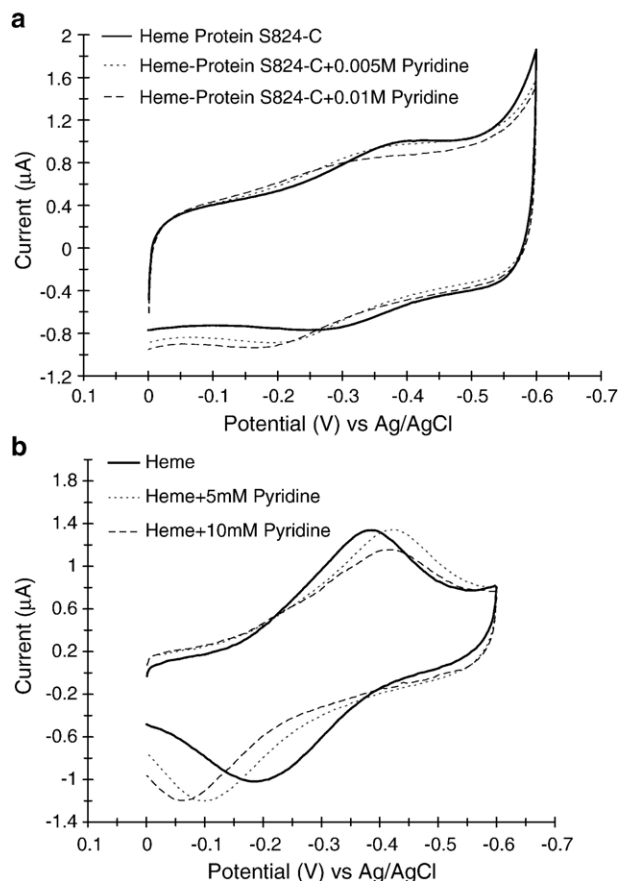 a
Heme Protein S824-C
Heme-Protein S824-C+0.005M Pyridine
Heme-Protein S824-C+0.01M Pyridine
2
1.6
1.2
0.8
0.4
0
-0.4
-0.8
-1.2
Current (µA)
0.1 0 -0.1 -0.2 -0.3 -0.4 -0.5 -0.6 -0.7
Potential (V) vs Ag/AgCl
b
Heme
Heme+5mM Pyridine
Heme+10mM Pyridine
1.8
1.4
1
0.6
0.2
-0.2
-0.6
-1
-1.4
Current (µA)
0.1 0 -0.1 -0.2 -0.3 -0.4 -0.5 -0.6 -0.7
Potential (V) vs Ag/AgCl